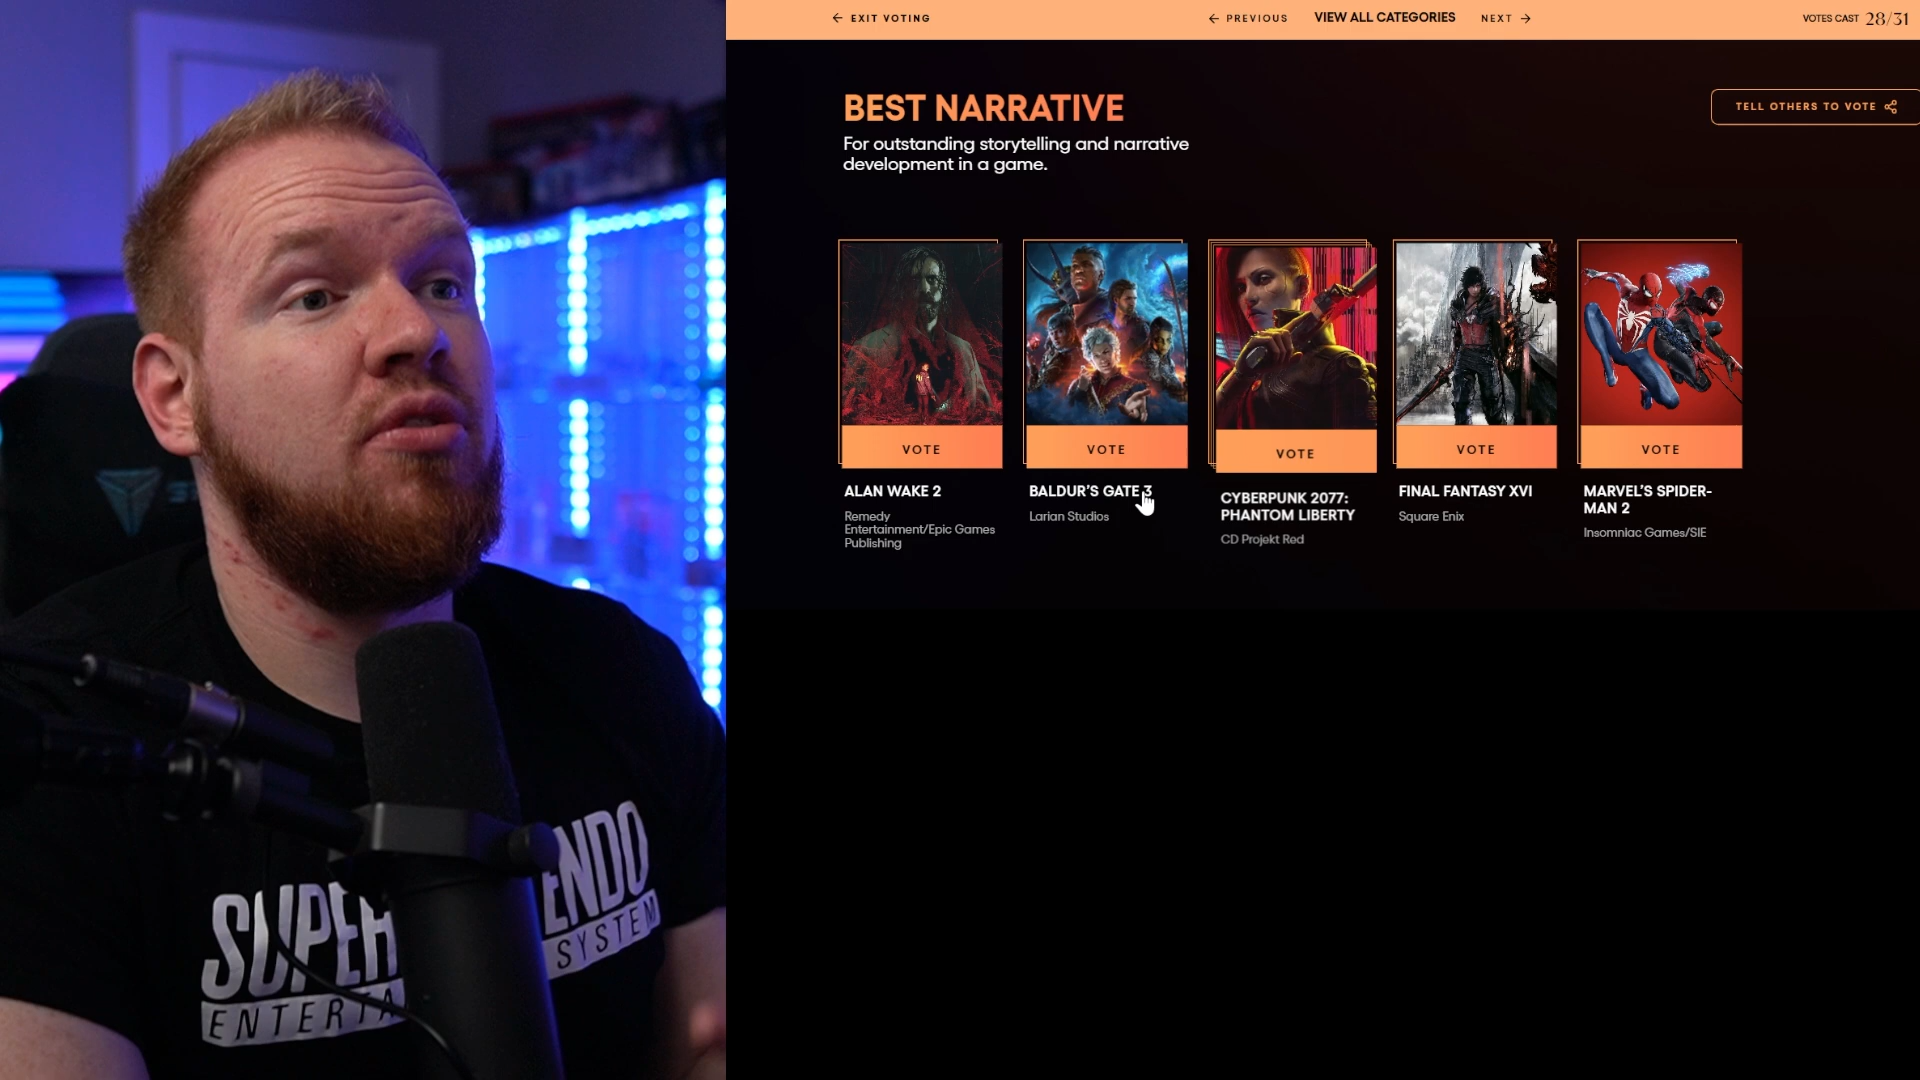 EXIT VOTING
PREVIOUS
VIEW ALL CATEGORIES
NEXT
VOTES CAST 28/31
BEST NARRATIVE
For outstanding storytelling and narrative
development in a game.
TELL OTHERS TO VOTE
VOTE
VOTE
VOTE
VOTE
VOTE
ALAN WAKE 2
Remedy
Entertainment/Epic Games
Publishing
BALDUR'S GATE 3
Larian Studios
CYBERPUNK 2077:
PHANTOM LIBERTY
CD Projekt Red
FINAL FANTASY XVI
Square Enix
MARVEL'S SPIDER-
MAN 2
Insomniac Games/SIE
SUPER ENDO
ENTERTA SYSTEM